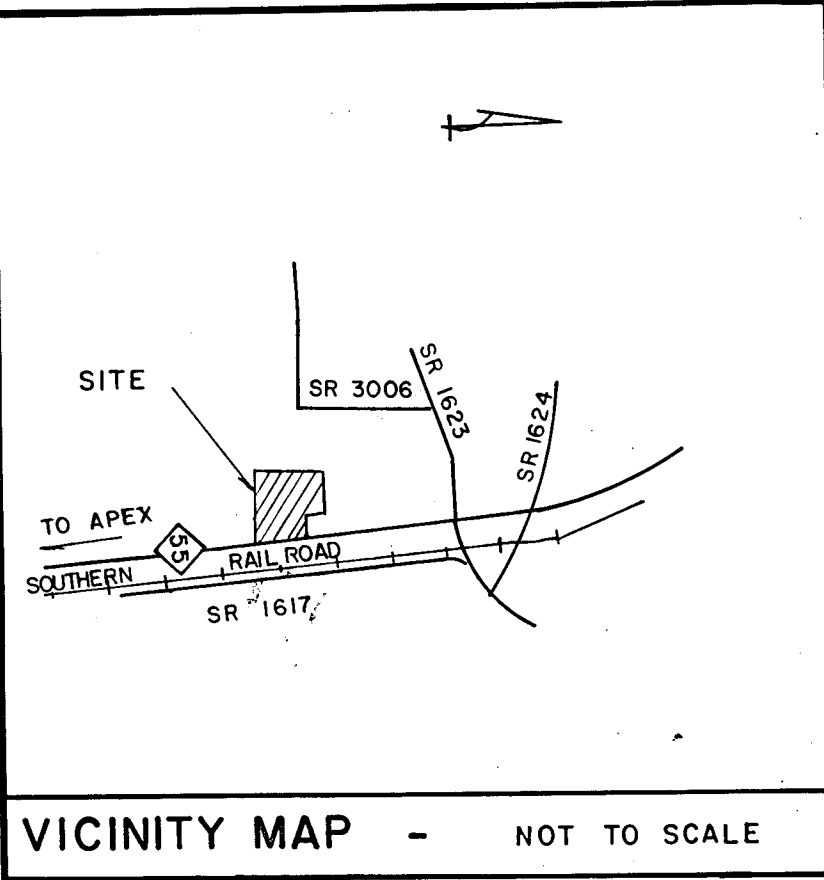 SITE
SR 3006
SR 1623
SR 1624
TO APEX
55
SOUTHERN RAIL ROAD
SR 1617
VICINITY MAP - NOT TO SCALE